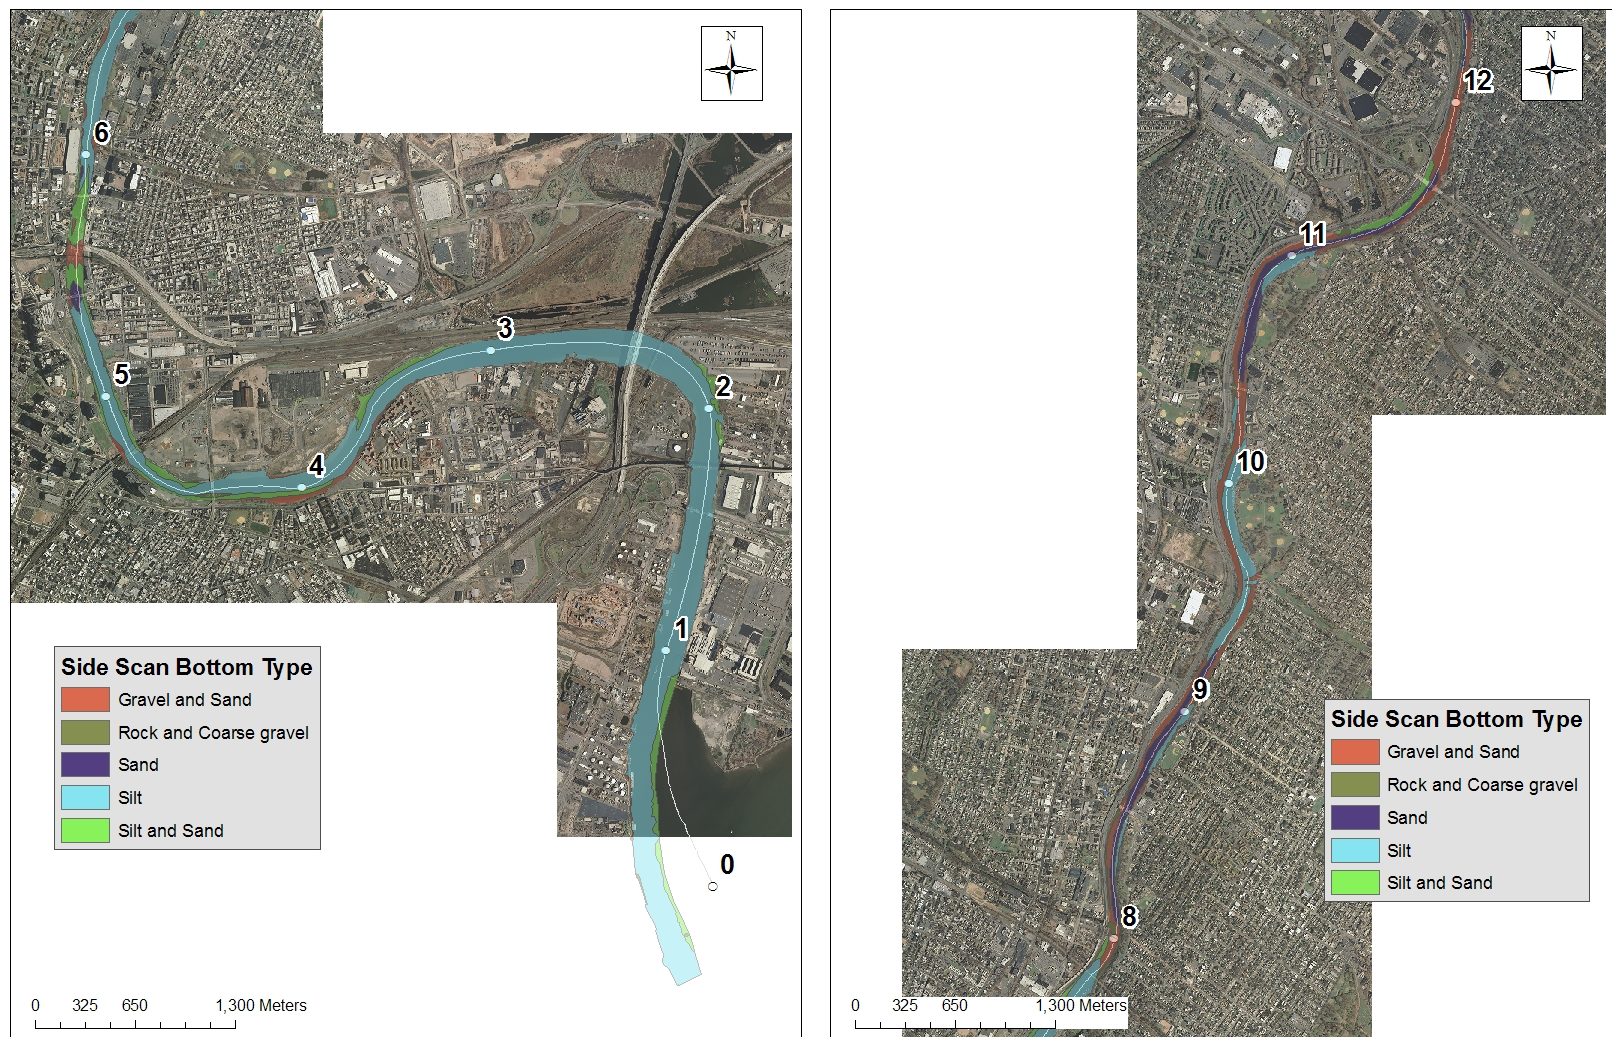 N
6
3
5
2
4
1
0
Side Scan Bottom Type
Gravel and Sand
Rock and Coarse gravel
Sand
Silt
Silt and Sand
0 325 650 1,300 Meters
N
12
11
10
9
8
Side Scan Bottom Type
Gravel and Sand
Rock and Coarse gravel
Sand
Silt
Silt and Sand
0 325 650 1,300 Meters